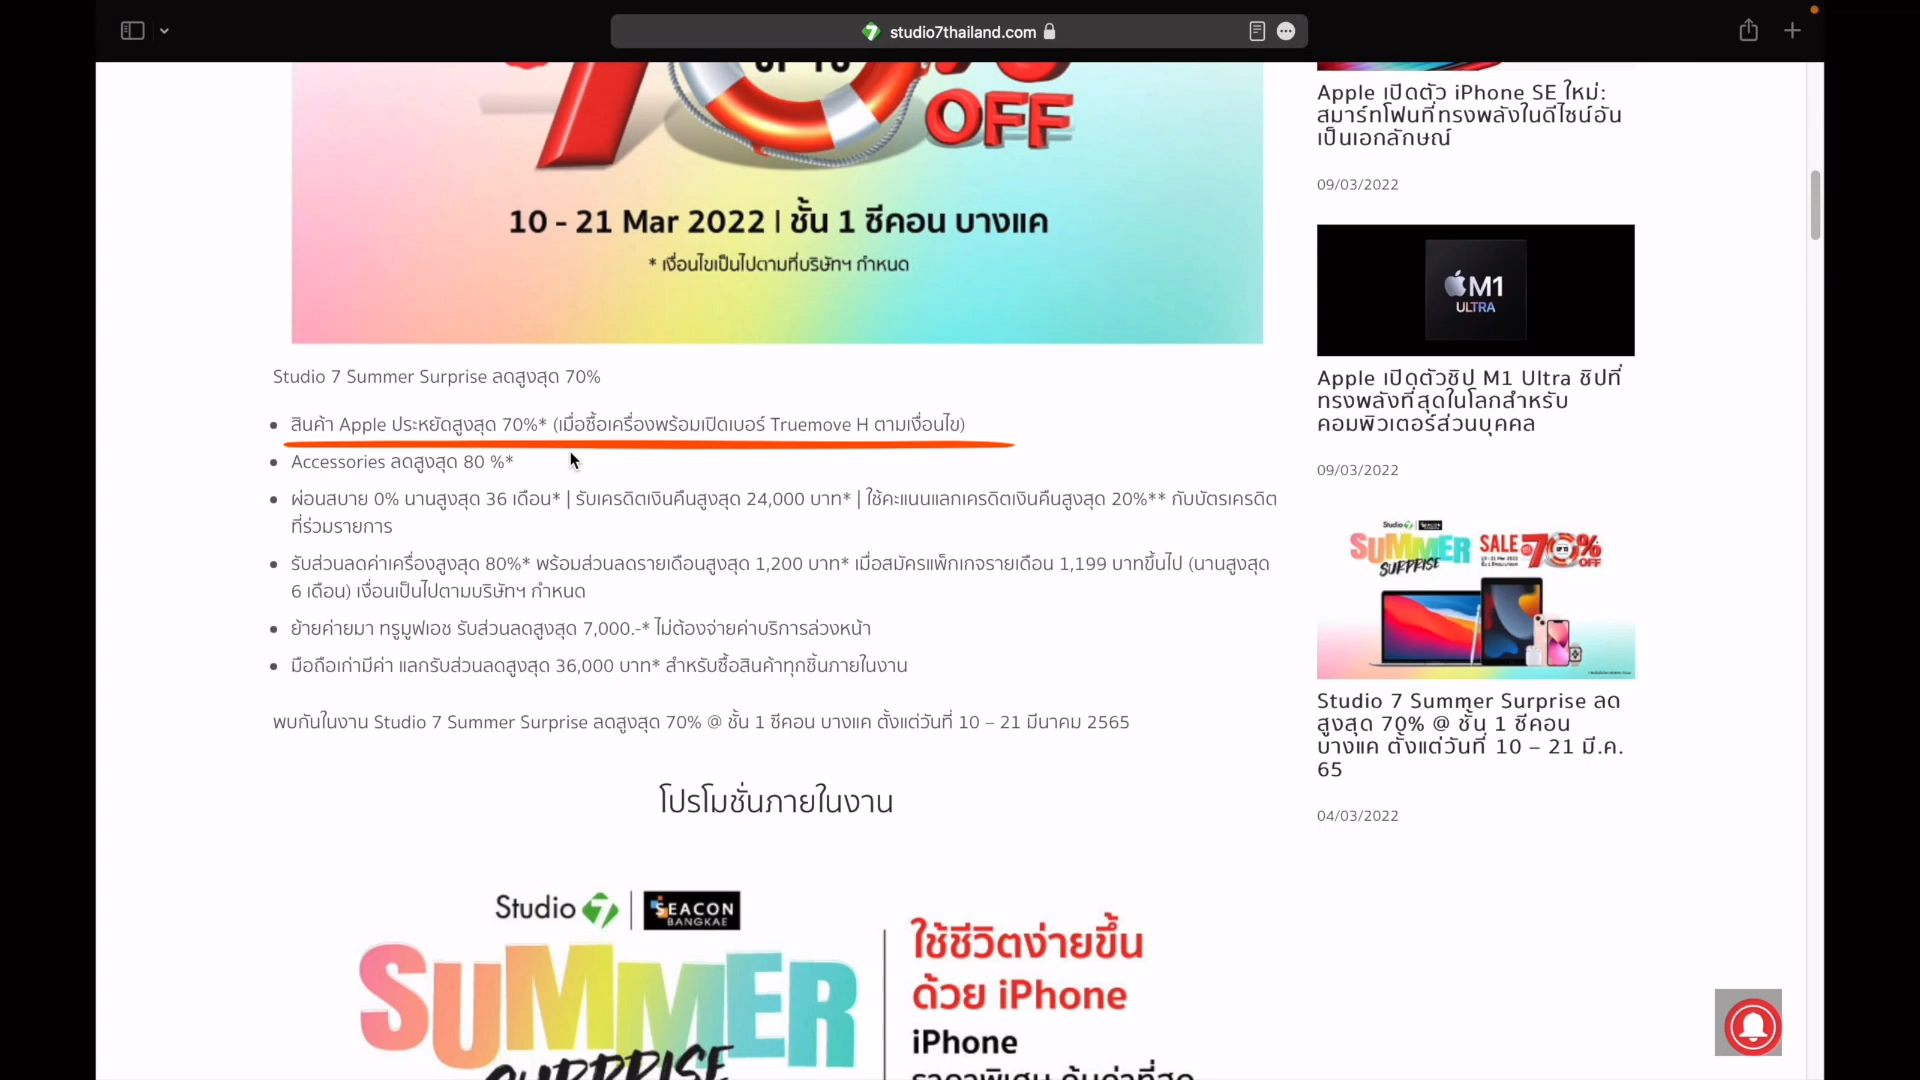 studio7thailand.com
UP TO
OFF
10 - 21 Mar 2022 | ชั้น 1 ซีคอน บางแค
* เงื่อนไขเป็นไปตามที่บริษัทฯ กำหนด
Studio 7 Summer Surprise ลดสูงสุด 70%
สินค้า Apple ประหยัดสูงสุด 70%* (เมื่อซื้อเครื่องพร้อมเปิดเบอร์ Truemove H ตามเงื่อนไข)
Accessories ลดสูงสุด 80 %*
ผ่อนสบาย 0% นานสูงสุด 36 เดือน* | รับเครดิตเงินคืนสูงสุด 24,000 บาท* | ใช้คะแนนแลกเครดิตเงินคืนสูงสุด 20%** กับบัตรเครดิต
ที่ร่วมรายการ
รับส่วนลดค่าเครื่องสูงสุด 80%* พร้อมส่วนลดรายเดือนสูงสุด 1,200 บาท* เมื่อสมัครแพ็กเกจรายเดือน 1,199 บาทขึ้นไป (นานสูงสุด
6 เดือน) เงื่อนเป็นไปตามบริษัทฯ กำหนด
ย้ายค่ายมา ทรูมูฟเอช รับส่วนลดสูงสุด 7,000.-* ไม่ต้องจ่ายค่าบริการล่วงหน้า
มือถือเก่ามีค่า แลกรับส่วนลดสูงสุด 36,000 บาท* สำหรับซื้อสินค้าทุกชิ้นภายในงาน
พบกันในงาน Studio 7 Summer Surprise ลดสูงสุด 70% @ ชั้น 1 ซีคอน บางแค ตั้งแต่วันที่ 10 – 21 มีนาคม 2565
โปรโมชั่นภายในงาน
Studio 7 | SEACON
BANGKAE
SUMMER
SURPRISE
ใช้ชีวิตง่ายขึ้น
ด้วย iPhone
iPhone
ราคาพิเศษ คุ้มค่าที่สุด
Apple เปิดตัว iPhone SE ใหม่:
สมาร์ทโฟนที่ทรงพลังในดีไซน์อัน
เป็นเอกลักษณ์
09/03/2022
M1
ULTRA
Apple เปิดตัวชิป M1 Ultra ชิปที่
ทรงพลังที่สุดในโลกสำหรับ
คอมพิวเตอร์ส่วนบุคคล
09/03/2022
Studio 7
SUMMER SALE UP TO 70%
SURPRISE OFF
Studio 7 Summer Surprise ลด
สูงสุด 70% @ ชั้น 1 ซีคอน
บางแค ตั้งแต่วันที่ 10 – 21 มี.ค.
65
04/03/2022